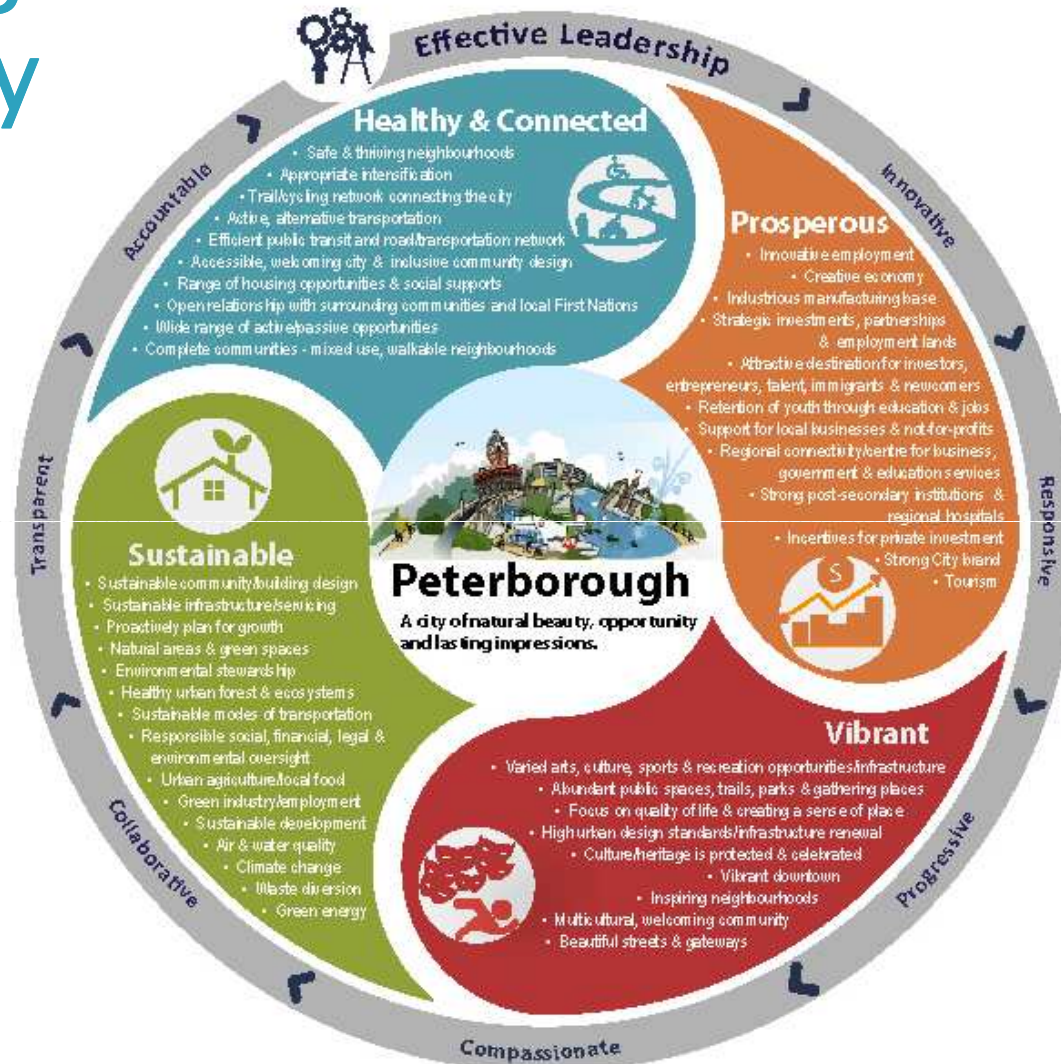 y
Effective Leadership
Innovative
Responsive
Progressive
Compassionate
Collaborative
Transparent
Accountable
Healthy & Connected
• Safe & thriving neighbourhoods
• Appropriate intensification
• Trail/cycling network connecting the city
• Active, alternative transportation
• Efficient public transit and road/transportation network
• Accessible, welcoming city & inclusive community design
• Range of housing opportunities & social supports
• Open relationship with surrounding communities and local First Nations
• Wide range of active/passive opportunities
• Complete communities - mixed use, walkable neighbourhoods
Prosperous
• Innovative employment
• Creative economy
• Industrious manufacturing base
• Strategic investments, partnerships
& employment lands
• Attractive destination for investors,
entrepreneurs, talent, immigrants & newcomers
• Retention of youth through education & jobs
• Support for local businesses & not-for-profits
• Regional connectivity/centre for business,
government & education services
• Strong post-secondary institutions &
regional hospitals
• Incentives for private investment
• Strong City brand
• Tourism
$
Peterborough
A city of natural beauty, opportunity
and lasting impressions.
Sustainable
• Sustainable community/building design
• Sustainable infrastructure/servicing
• Proactively plan for growth
• Natural areas & green spaces
• Environmental stewardship
• Healthy urban forest & ecosystems
• Sustainable modes of transportation
• Responsible social, financial, legal &
environmental oversight
• Urban agriculture/local food
• Green industry/employment
• Sustainable development
• Air & water quality
• Climate change
• Waste diversion
• Green energy
Vibrant
• Varied arts, culture, sports & recreation opportunities/infrastructure
• Abundant public spaces, trails, parks & gathering places
• Focus on quality of life & creating a sense of place
• High urban design standards/infrastructure renewal
• Culture/heritage is protected & celebrated
• Vibrant downtown
• Inspiring neighbourhoods
• Multicultural, welcoming community
• Beautiful streets & gateways